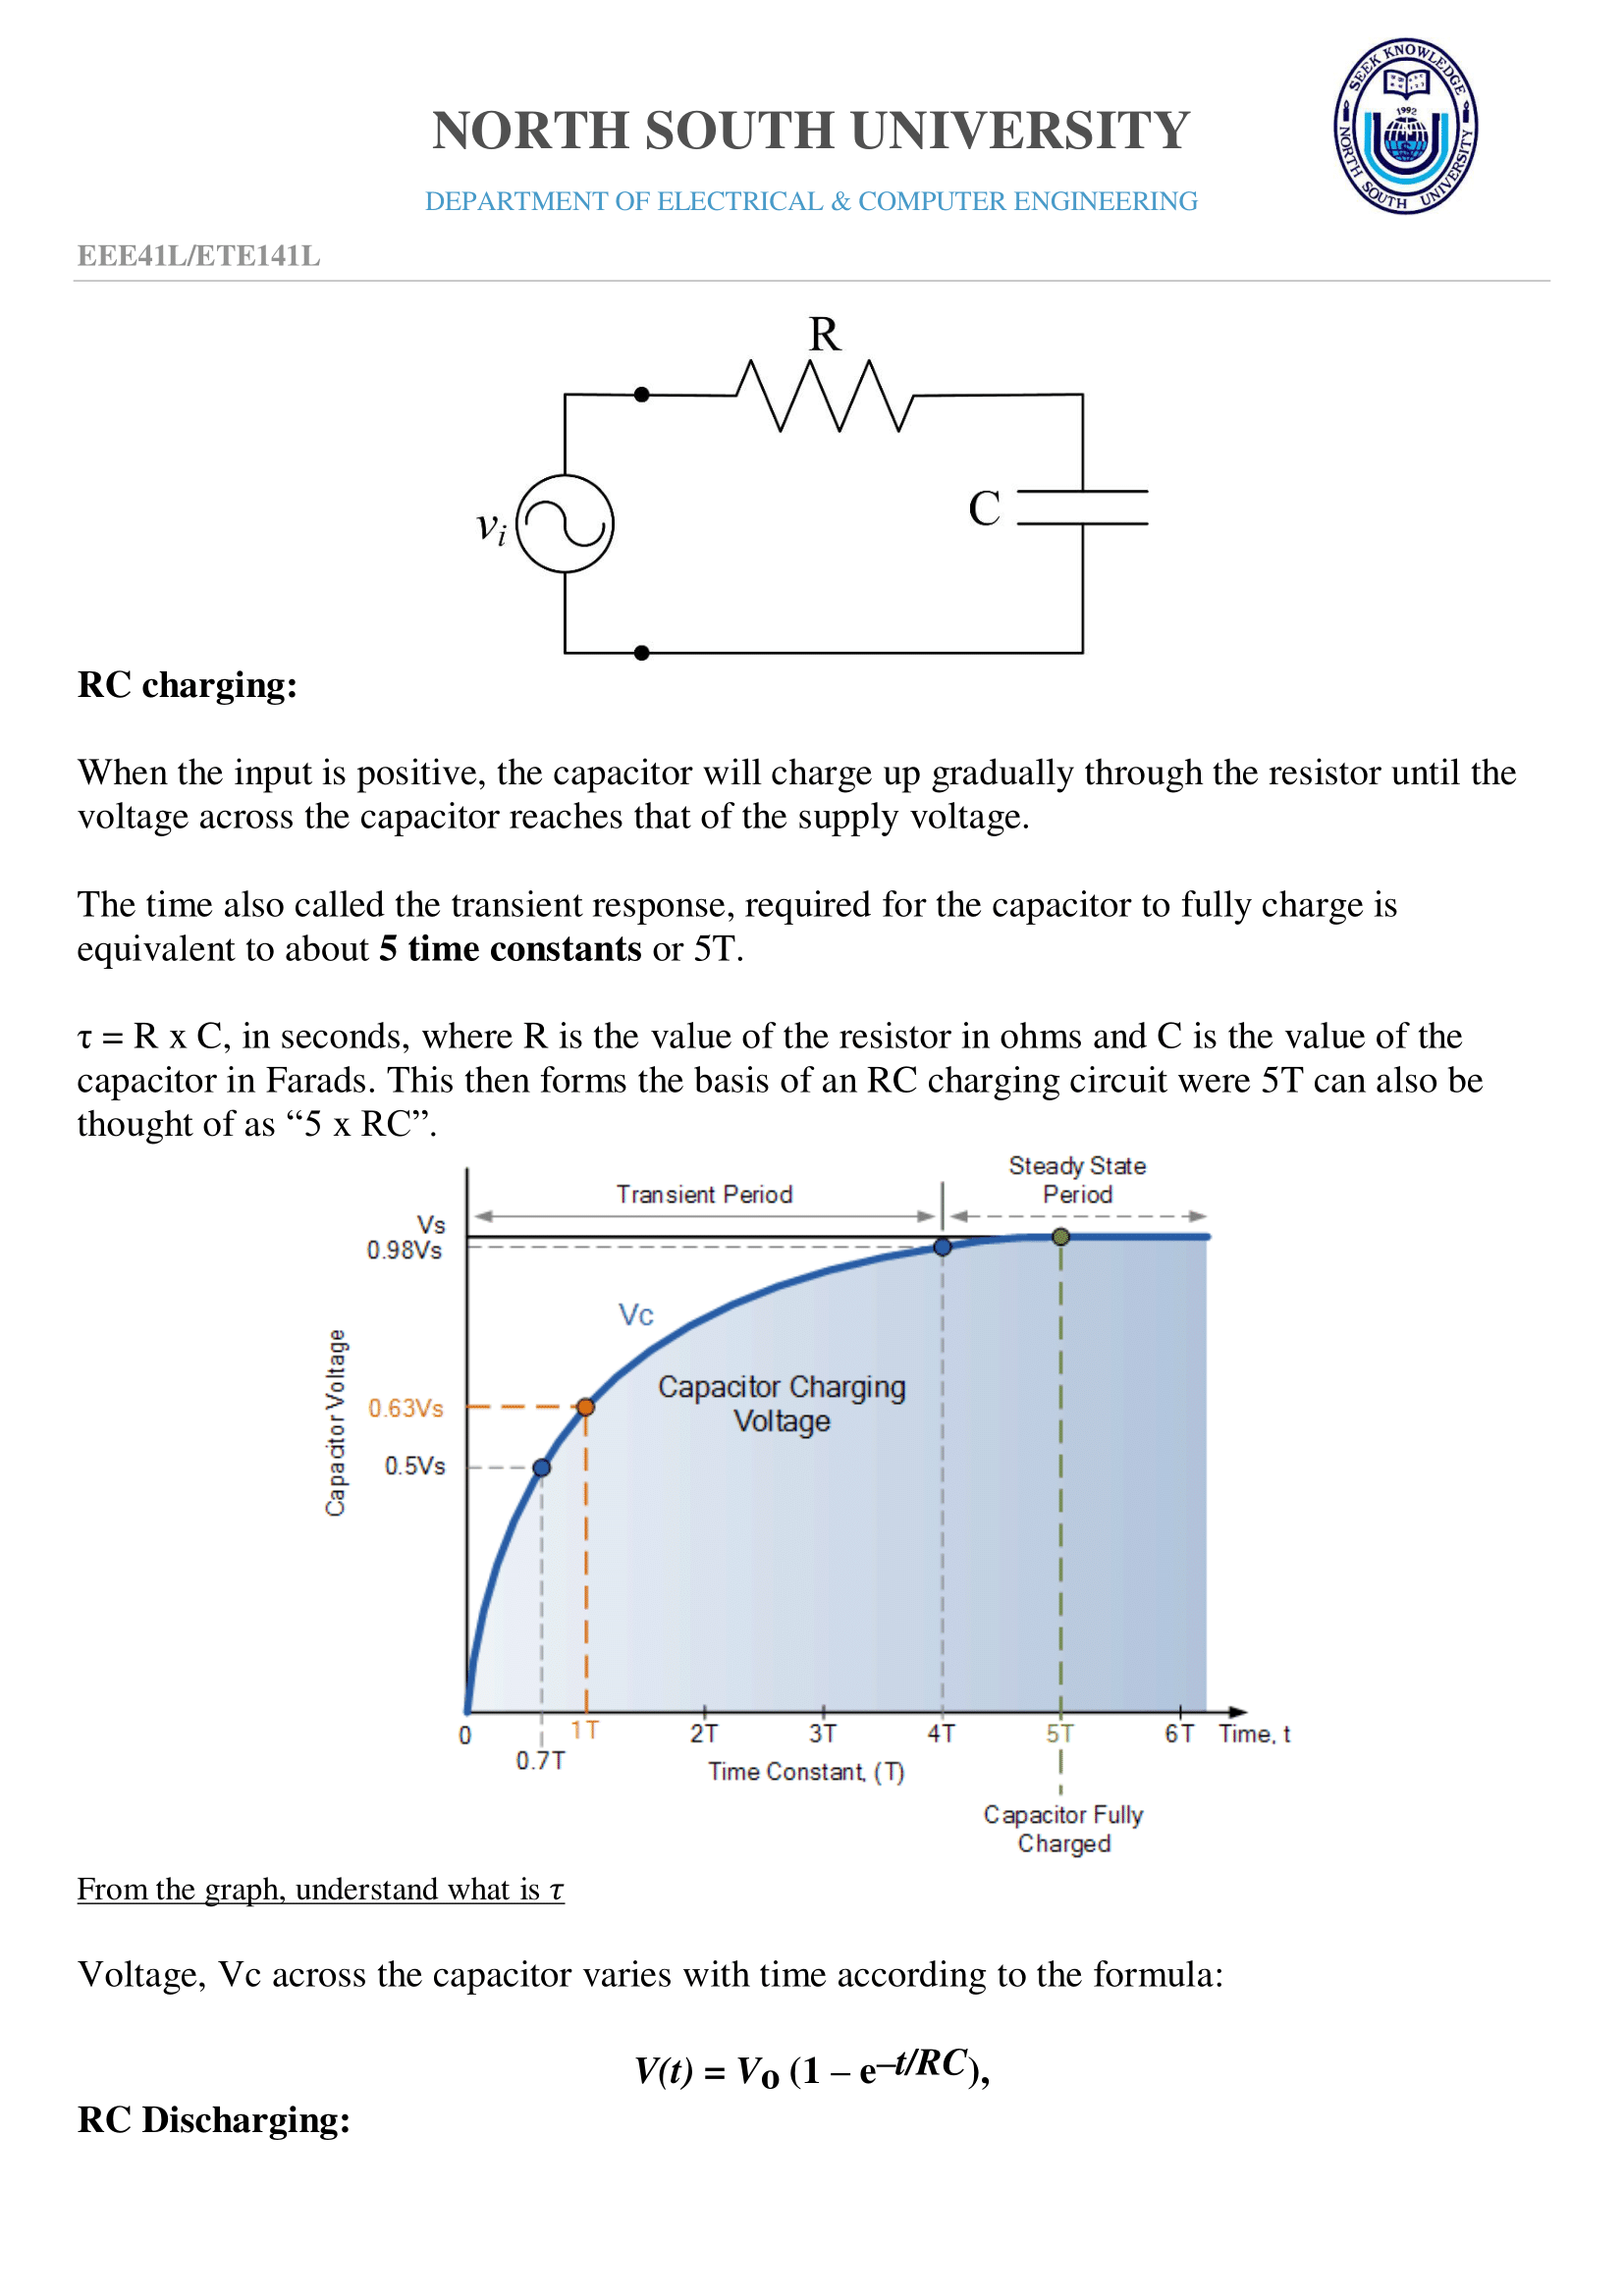 SEEK KNOWLEDGE
1992
NORTH SOUTH UNIVERSITY
NORTH SOUTH UNIVERSITY
DEPARTMENT OF ELECTRICAL & COMPUTER ENGINEERING
EEE41L/ETE141L
R
C
vi
RC charging:
When the input is positive, the capacitor will charge up gradually through the resistor until the
voltage across the capacitor reaches that of the supply voltage.
The time also called the transient response, required for the capacitor to fully charge is
equivalent to about 5 time constants or 5T.
τ = R x C, in seconds, where R is the value of the resistor in ohms and C is the value of the
capacitor in Farads. This then forms the basis of an RC charging circuit were 5T can also be
thought of as “5 x RC”.
Steady State
Period
Transient Period
Vs
0.98Vs
Vc
Capacitor Charging
Voltage
Capacitor Voltage
0.63Vs
0.5Vs
0
0.7T
1T
2T
3T
4T
5T
6T
Time, t
Time Constant, (T)
Capacitor Fully
Charged
From the graph, understand what is τ
Voltage, Vc across the capacitor varies with time according to the formula:
V(t) = Vo (1 – e–t/RC),
RC Discharging: